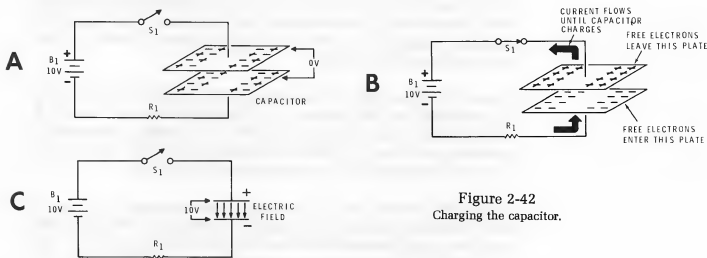 A
S1
+
B1
10V
-
R1
0V
CAPACITOR
B
CURRENT FLOWS
UNTIL CAPACITOR
CHARGES
S1
FREE ELECTRONS
LEAVE THIS PLATE
+
B1
10V
-
R1
FREE ELECTRONS
ENTER THIS PLATE
C
S1
B1
10V
10V
+
-
ELECTRIC
FIELD
R1
Figure 2-42
Charging the capacitor.